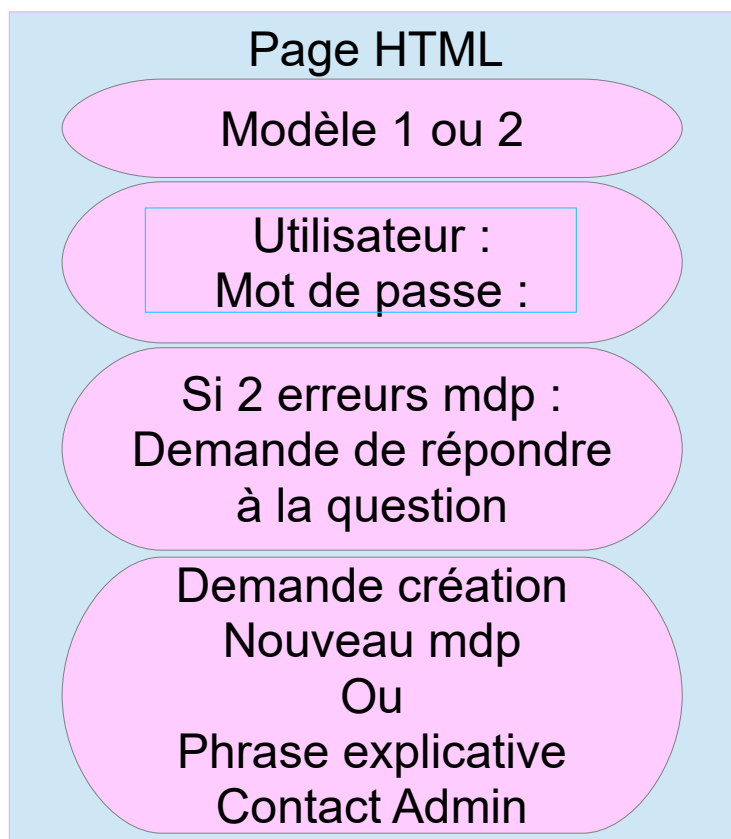 Page HTML
Modèle 1 ou 2
Utilisateur :
Mot de passe :
Si 2 erreurs mdp :
Demande de répondre
à la question
Demande création
Nouveau mdp
Ou
Phrase explicative
Contact Admin